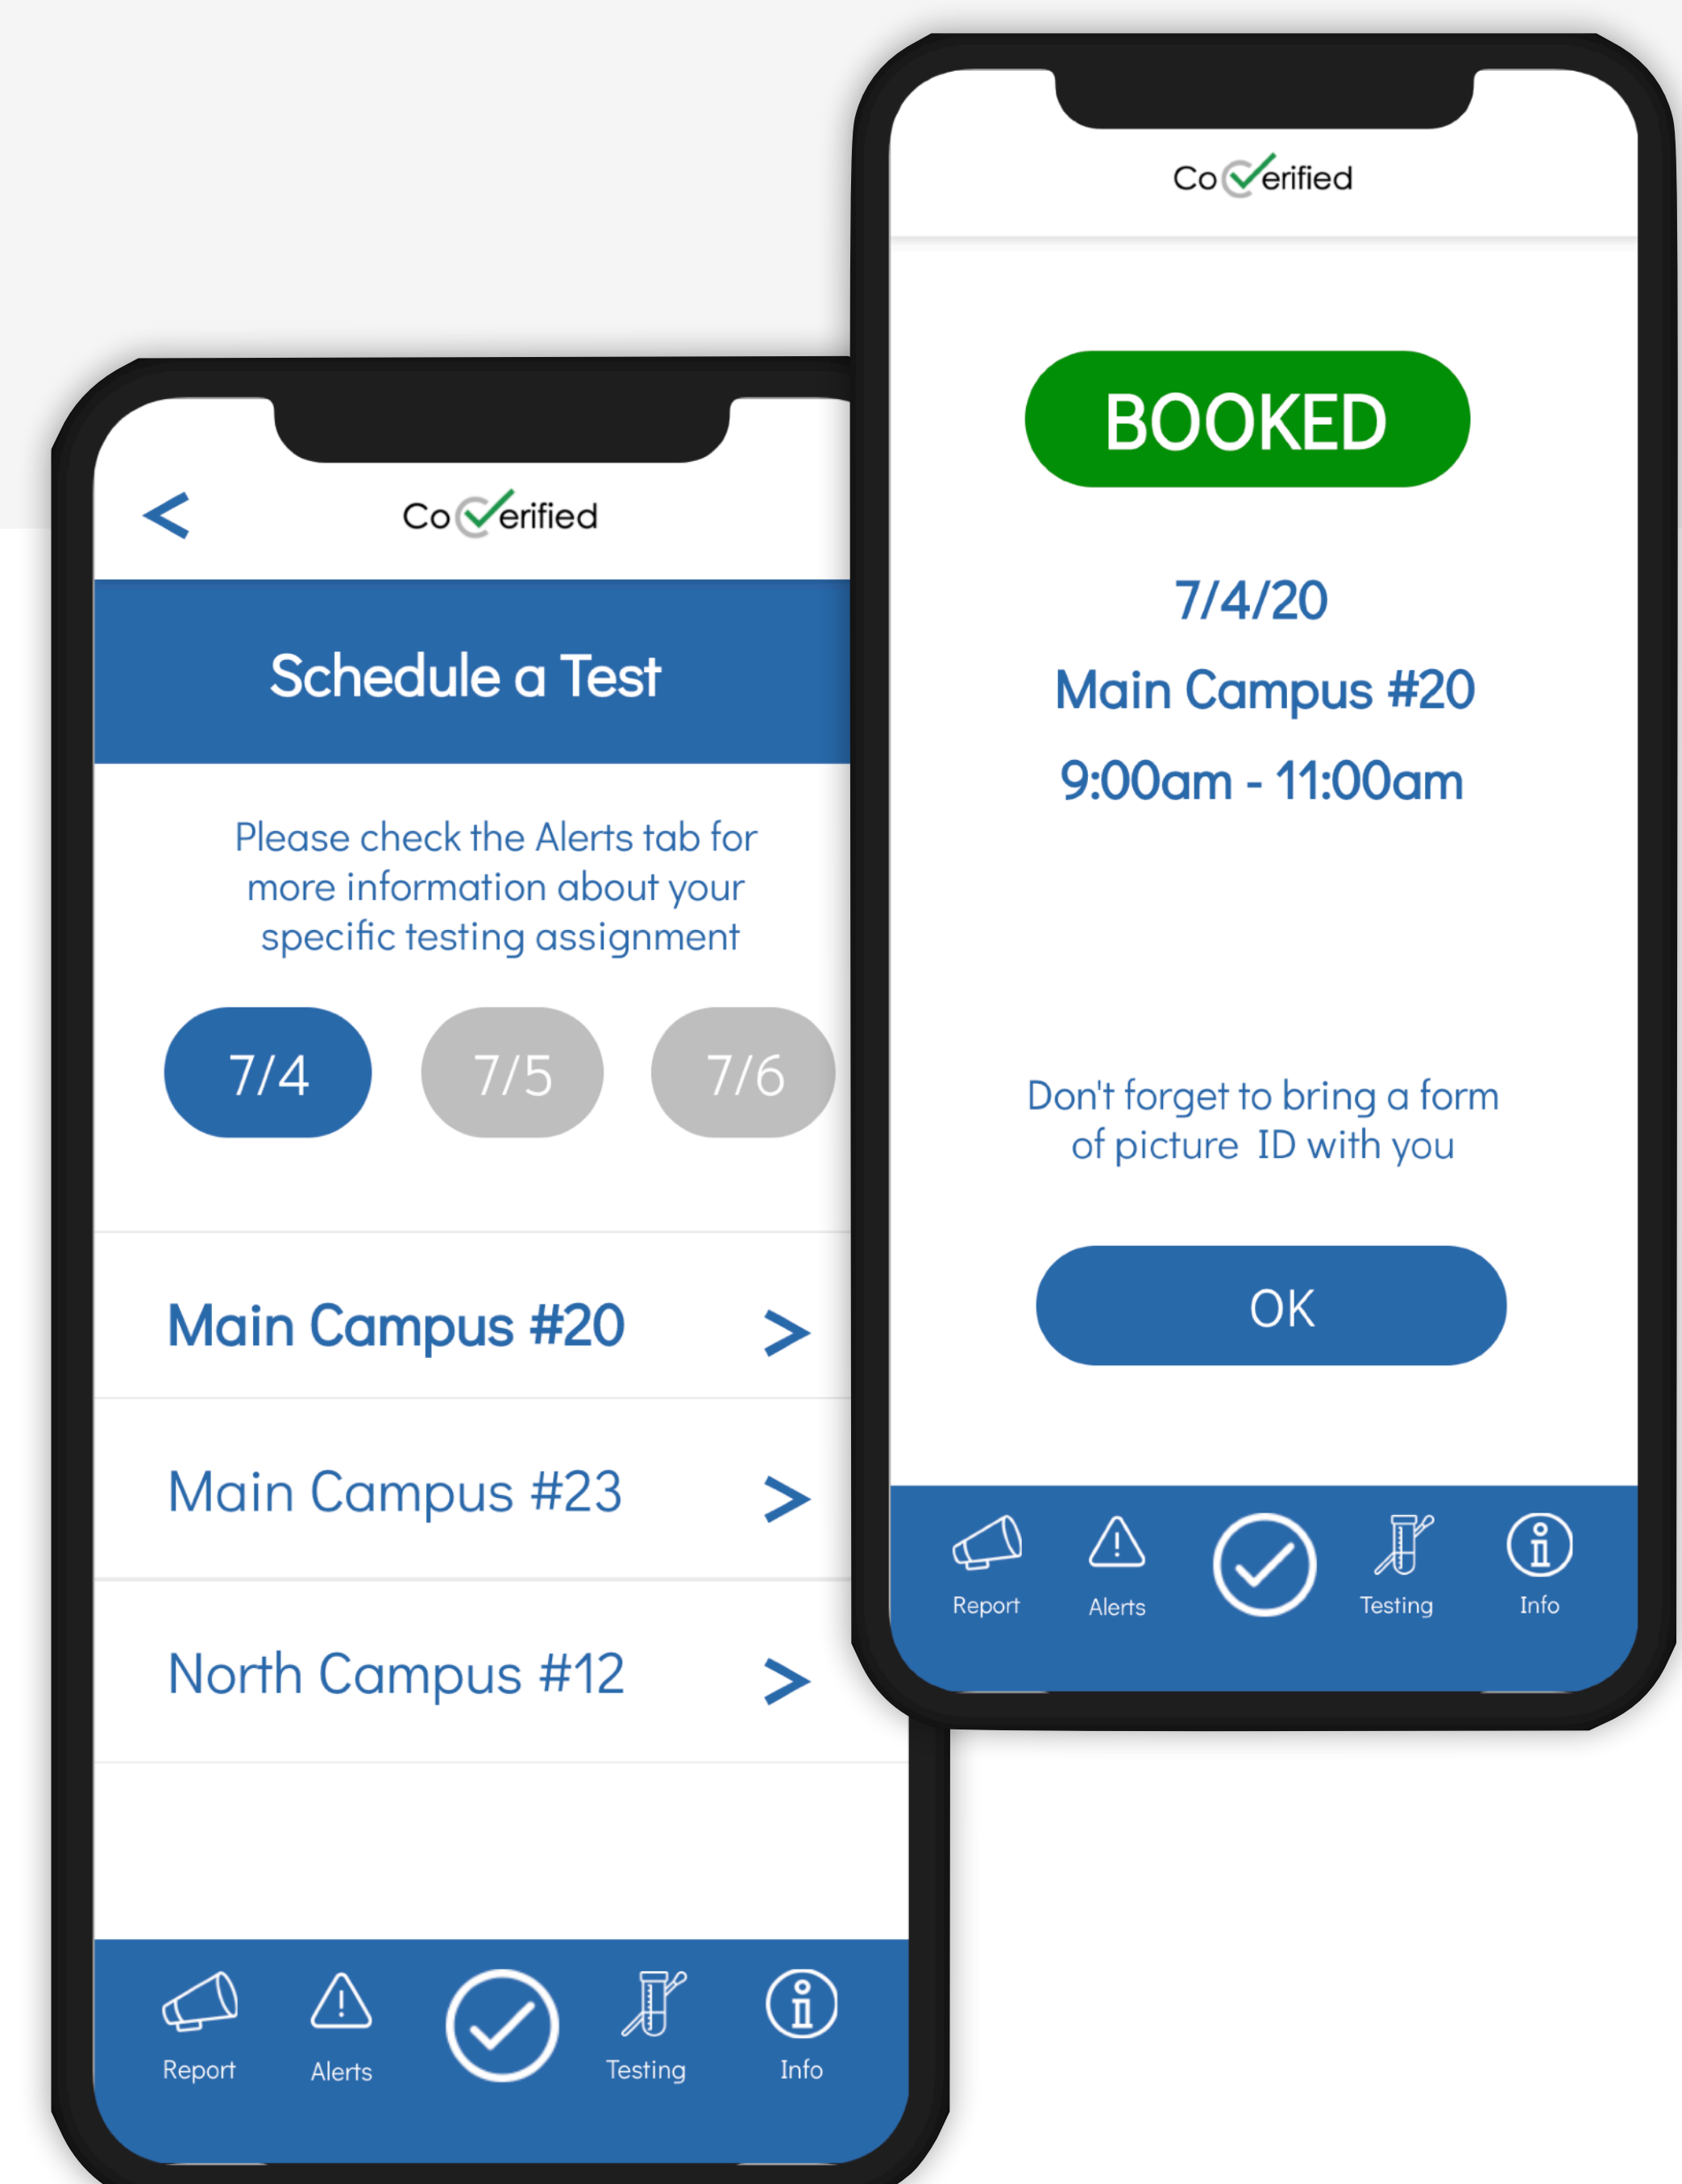 CoVerified
Schedule a Test
Please check the Alerts tab for
more information about your
specific testing assignment
7/4 7/5 7/6
Main Campus #20 >
Main Campus #23 >
North Campus #12 >
Report Alerts Testing Info
CoVerified
BOOKED
7/4/20
Main Campus #20
9:00am - 11:00am
Don't forget to bring a form
of picture ID with you
OK
Report Alerts Testing Info